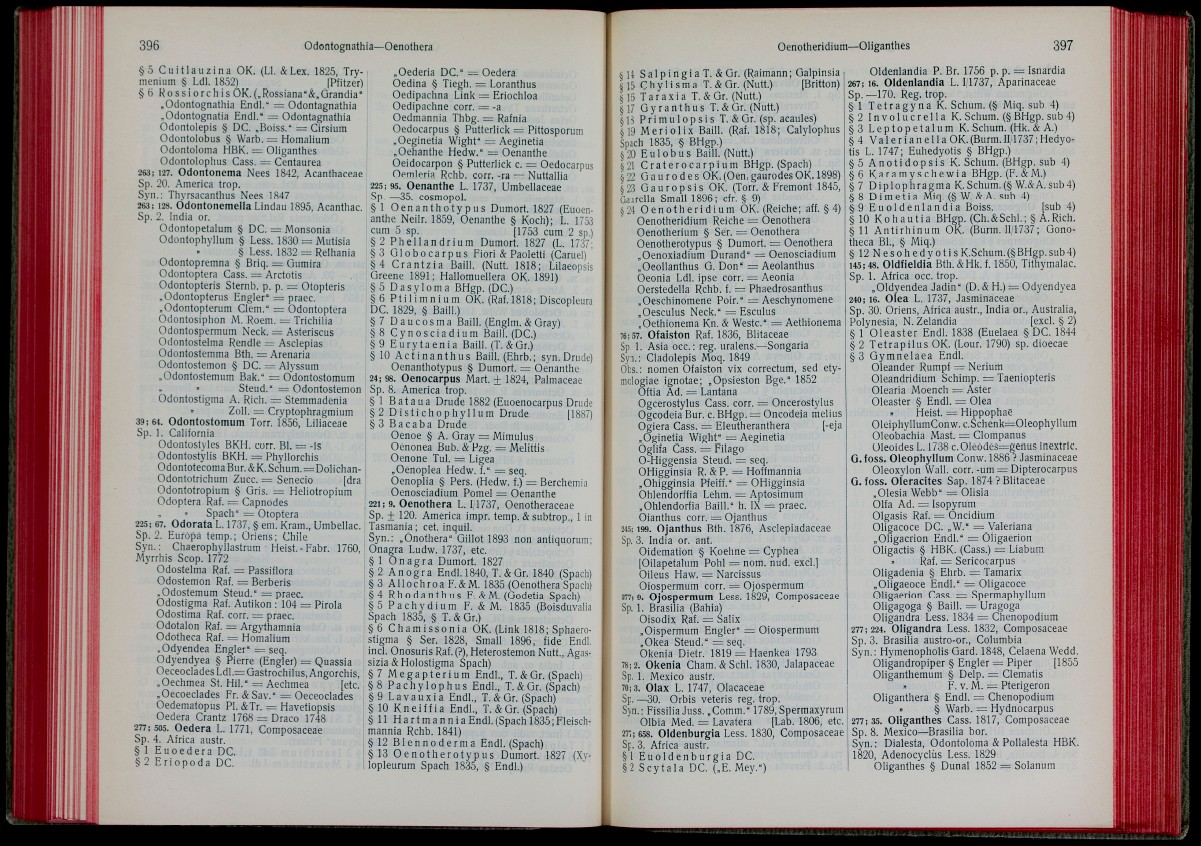 396
Odontognathia—Oenothera
§ 5 Cuitlauzina OK. (Ll. & Lex. 1825, Try-
menium § Ldl. 1852) [Pfitzer]
§ 6 Rossiorchis OK. („Rossiana“ & „Grandia“
„Odontognathia Endl.“ = Odontagnathia
„Odontognatia Endl.“ = Odontagnathia
Odontolepis § DC. „Boiss.“ = Cirsium
Odontolobus § Warb. = Homalium
Odontoloma HBK. = Oliganthes
Odontolophus Cass. = Centaurea
263; 127. Odontonema Nees 1842, Acanthaceae
Sp. 20. America trop.
Syn.: Thyrsacanthus Nees 1847
263; 128. Odontonemella Lindau 1895, Acanthac.
Sp. 2. India or.
Odontopetalum § DC. = Monsonia
Odontophyllum § Less. 1830 = Mutisia
„ § Less. 1832 = Relhania
Odontopremna § Briq. = Gumira
Odontoptera Cass. = Arctotis
Odontopteris Sternb. p. p. = Otopteris
„Odontopterus Engler“ = praec.
„Odontopterum Clem.“ = Odontoptera
Odontosiphon M. Roem. = Trichilia
Odontospermum Neck. = Asteriscus
Odontostelma Rendle = Asclepias
Odontostemma Bth. = Arenaria
Odontostemon § DC. = Alyssum
„Odontostemum Bak.“ = Odontostomum
„ „ Steud.“ = Odontostemon
Odontostigma A. Rich. = Stemmadenia
„ Zoll. = Cryptophragmium
39; 64. Odontostomum Torr. 1856, Liliaceae
Sp. 1. California
Odontostyles BKH. corr. Bl. = -is
Odontostylis BKH. = Phyllorchis
Odontotecoma Bur. & K. Schum. = Dolichan-
Odontotrichum Zucc. = Senecio [dra
Odontotropium § Gris. = Heliotropium
Odoptera Raf. = Capnodes
„ „ Spach“ = Otoptera
225; 67. Odorata L. 1737, § em. Kram., Umbellac.
Sp. 2. Europa temp.; Oriens; Chile
Syn.: Chaerophyllastrum Heist.-Fabr. 1760,
Myrrhis Scop. 1772
Odostelma Raf. = Passiflora
Odostemon Raf. = Berberis
„Odostemum Steud.“ = praec.
Odostigma Raf. Autikon : 104 = Pirola
Odostima Raf. corr. = praec.
Odotalon Raf. = Argythamnia
Odotheca Raf. = Homalium
„Odyendea Engler“ = seq.
Odyendyea § Pierre (Engler) = Quassia
Oeceoclades Ldl. = Gastrochilus, Angorchis,
„Oechmea St. Hil.“ = Aechmea [etc.
„Oecoeclades Fr. & Sav.“ = Oeceoclades
Oedematopus Pl. & Tr. = Havetiopsis
Oedera Crantz 1768 = Draco 1748
277; 505. Oedera L. 1771, Compositaceae
Sp. 4. Africa austr.
§ 1 Euoedera DC.
§ 2 Eriopoda DC.
„Oederia DC.“ = Oedera
Oedina § Tiegh. = Loranthus
Oedipachna Link = Eriochloa
Oedipachne corr. = -a
Oedmannia Thbg. = Rafnia
Oedocarpus § Putterlick = Pittosporum
„Oeginetia Wight“ = Aeginetia
„Oehanthe Hedw.“ = Oenanthe
Oeidocarpon § Putterlick c. = Oedocarpus
Oemleria Rchb. corr. -ra = Nuttallia
225; 95. Oenanthe L. 1737, Umbellaceae
Sp. —35. cosmopol.
§ 1 Oenanthotypus Dumort. 1827 (Euoen-
anthe Neilr. 1859, Oenanthe § Koch); L. 1753
cum 5 sp. [1753 cum 2 sp.)
§ 2 Phellandrium Dumort. 1827 (L. 1737;
§ 3 Globocarpus Fiori & Paoletti (Caruel)
§ 4 Crantzia Baill. (Nutt. 1818; Lilaeopsis
Greene 1891; Hallomuellera OK. 1891)
§ 5 Dasyloma BHgp. (DC.)
§ 6 Ptilimnium OK. (Raf. 1818; Discopleura
DC. 1829, § Baill.)
§ 7 Daucosma Baill. (Englm. & Gray)
§ 8 Cynosciadium Baill. (DC.)
§ 9 Eurytaenia Baill. (T. & Gr.)
§ 10 Actinanthus Baill. (Ehrb.; syn. Drude)
Oenanthotypus § Dumort. = Oenanthe
24; 98. Oenocarpus Mart. ± 1824, Palmaceae
Sp. 8. America trop.
§ 1 Bataua Drude 1882 (Euoenocarpus Drude
§ 2 Distichophyllum Drude [1887)
§ 3 Bacaba Drude
Oenoe § A. Gray = Mimulus
Oenonea Bub. & Pzg. = Melittis
Oenone Tul. = Ligea
„Oenoplea Hedw. f.“ = seq.
Oenoplia § Pers. (Hedw. f.) = Berchemia
Oenosciadium Pomel = Oenanthe
221; 9. Oenothera L. I|1737, Oenotheraceae
Sp. ± 120. America impr. temp. & subtrop., 1 in
Tasmania; cet. inquil.
Syn.: „Onothera“ Gillot 1893 non antiquorum;
Onagra Ludw. 1737, etc.
§ 1 Onagra Dumort. 1827
§ 2 Anogra Endl. 1840, T. & Gr. 1840 (Spach)
§ 3 Allochroa F. & M. 1835 (Oenothera Spach)
§ 4 Rhodanthus F. & M. (Godetia Spach)
§ 5 Pachydium F. & M. 1835 (Boisduvalia
Spach 1835, § T. & Gr.)
§ 6 Chamissonia OK. (Link 1818; Sphaero-
stigma § Ser. 1828, Small 1896, fide Endl.
incl. Onosuris Raf. (?), Heterostemon Nutt., Agas-
sizia & Holostigma Spach)
§ 7 Megapterium Endl., T. & Gr. (Spach)
§ 8 Pachylophus Endl., T. & Gr. (Spach)
§ 9 Lavauxia Endl., T. & Gr. (Spach)
§ 10 Kneiffia Endl., T. & Gr. (Spach)
§ 11 Hartmannia Endl. (Spach 1835; Fleisch-
mannia Rchb. 1841)
§ 12 Blennoderma Endl. (Spach)
§ 13 Oenotherotypus Dumort. 1827 (Xy-
lopleurum Spach 1835, § Endl.)
Oenotheridium—Oliganthes
397
§ 14 Salpingia T. & Gr. (Raimann; Galpinsia
§ 15 Chylisma T. & Gr. (Nutt.) [Britton)
§ 16 Taraxia T. & Gr. (Nutt.)
§ 17 Gyranthus T. & Gr. (Nutt.)
§ 18 Primulopsis T. & Gr. (sp. acaules)
§ 19 Meriolix Baill. (Raf. 1818; Calylophus
Spach 1835, § BHgp.)
§ 20 Eulobus Baill. (Nutt.)
§ 21 Craterocarpium BHgp. (Spach)
§ 22 Gaurodes OK. (Oen. gaurodes OK. 1898)
§ 23 Gauropsis OK. (Torr. & Fremont 1845,
Gaurella Small 1896; cfr. § 9)
§ 24 Oenotheridium OK. (Reiche; aff. § 4)
Oenotheridium Reiche = Oenothera
Oenotherium § Ser. = Oenothera
Oenotherotypus § Dumort. = Oenothera
„Oenoxiadium Durand“ = Oenosciadium
„Oeollanthus G. Don“ = Aeolanthus
Oeonia Ldl. ipse corr. = Aeonia
Oerstedella Rchb. f. = Phaedrosanthus
„Oeschinomene Poir.“ = Aeschynomene
„Oesculus Neck.“ = Esculus
„Oethionema Kn. & Westc.“ = Aethionema
76; 57. Ofaiston Raf. 1836, Blitaceae
Sp 1. Asia occ.: reg. uralens.—Songaria
Syn.: Cladolepis Moq. 1849
Obs.: nomen Ofaiston vix correctum, sed ety-
mologiae ignotae; „Opsieston Bge.“ 1852
Oftia Ad. = Lantana
Ogcerostylus Cass. corr. = Oncerostylus
Ogcodeia Bur. c. BHgp. = Oncodeia melius
Ogiera Cass. = Eleutheranthera [-eja
„Oginetia Wight“ = Aeginetia
Oglifa Cass. = Filago
O-Higgensia Steud. = seq.
OHigginsia R. & P. = Hoffmannia
„Ohigginsia Pfeiff.“ = OHigginsia
Ohlendorffia Lehm. = Aptosimum
„Ohlendorfia Baill.“ h. IX = praec.
Oianthus corr. = Ojanthus
245; 199. Ojanthus Bth. 1876, Asclepiadaceae
Sp. 3. India or. ant.
Oidemation § Koehne = Cyphea
[Oilapetalum Pohl = nom. nud. excl.]
Oileus Haw. = Narcissus
Oiospermum corr. = Ojospermum
277; 9. Ojospermum Less. 1829, Compositaceae
Sp. 1. Brasilia (Bahia)
Oisodix Raf. = Salix
„Oispermum Engler“ = Oiospermum
„Okea Steud.“ = seq.
Okenia Dietr. 1819 = Haenkea 1793
78; 2. Okenia Cham. & Schl. 1830, Jalapaceae
Sp. 1. Mexico austr.
70; 3. Olax L. 1747, Olacaceae
Sp. —30. Orbis veteris reg. trop.
Syn.: Fissilia Juss. „Comm.“ 1789, Spermaxyrum
Olbia Med. = Lavatera [Lab. 1806, etc.
277; 658. Oldenburgia Less. 1830, Compositaceae
Sp. 3. Africa austr.
§ 1 Euoldenburgia DC.
§ 2 Scytala DC. („E. Mey.“)
Oldenlandia P. Br. 1756 p. p. = Isnardia
267; 16. Oldenlandia L. I|1737, Aparinaceae
Sp. —170. Reg. trop.
§ 1 Tetragyna K. Schum. (§ Miq. sub 4)
§ 2 Involucrella K. Schum. (§ BHgp. sub 4)
§ 3 Leptopetalum K. Schum. (Hk. & A.)
§ 4 Valerianella OK. (Burm. II|1737; Hedyo-
tis L. 1747; Euhedyotis § BHgp.)
§ 5 Anotidopsis K. Schum. (BHgp. sub 4)
§ 6 Karamyschewia BHgp. (F. & M.)
§ 7 Diplophragma K. Schum. (§ W. & A. sub 4)
§ 8 Dimetia Miq (§ W. & A. sub 4)
§ 9 Euoldenlandia Boiss. [sub 4)
§ 10 Kohautia BHgp. (Ch. & Schl.; § A. Rich.
§ 11 Antirhinum OK. (Burm. II|1737; Gono-
theca Bl., § Miq.)
§ 12 Nesohedyotis K. Schum. (§ BHgp. sub 4)
145; 48. Oldfieldia Bth. & Hk. f. 1850, Tithymalac.
Sp. 1. Africa occ. trop.
„Oldyendea Jadin“ (D. & H.) = Odyendyea
240; 16. Olea L. 1737, Jasminaceae
Sp. 30. Oriens, Africa austr., India or., Australia,
Polynesia, N. Zelandia [excl. § 2)
§ 1 Oleaster Endl. 1838 (Euelaea § DC. 1844
§ 2 Tetrapilus OK. (Lour. 1790) sp. dioecae
§ 3 Gymnelaea Endl.
Oleander Rumpf = Nerium
Oleandridium Schimp. = Taeniopteris
Olearia Moench = Aster
Oleaster § Endl. = Olea
„ Heist. = Hippophaë
Oleiphyllum Conw. c. Schenk = Oleophyllum
Oleobachia Mast. = Clompanus
Oleoides L. 1738 c. Oleódes = genus inextric.
G. foss. Oleophyllum Conw. 1886 ? Jasminaceae
Oleoxylon Wall. corr. -um = Dipterocarpus
G. foss. Oleracites Sap. 1874 ? Blitaceae
„Olesia Webb“ = Olisia
Olfa Ad. = Isopyrum
Olgasis Raf. = Oncidium
Oligacoce DC. „W.“ = Valeriana
„Oligacrion Endl.“ = Oligaerion
Oligactis § HBK. (Cass.) = Liabum
„ Raf. = Sericocarpus
Oligadenia § Ehrb. = Tamarix
„Oligaeoce Endl.“ = Oligacoce
Oligaerion Cass. = Spermaphyllum
Oligagoga § Baill. = Uragoga
Oligandra Less. 1834 = Chenopodium
277; 224. Oligandra Less. 1832, Compositaceae
Sp. 3. Brasilia austro-or., Columbia
Syn.: Hymenopholis Gard. 1848, Celaena Wedd.
Oligandropiper § Engler = Piper [1855
Oliganthemum § Delp. = Clematis
„ F. v. M. = Pterigeron
Oliganthera § Endl. = Chenopodium
„ § Warb. = Hydnocarpus
277; 35. Oliganthes Cass. 1817, Compositaceae
Sp. 8. Mexico—Brasilia bor.
Syn.: Dialesta, Odontoloma & Pollalesta HBK.
1820, Adenocyclus Less. 1829
Oliganthes § Dunal 1852 = Solanum